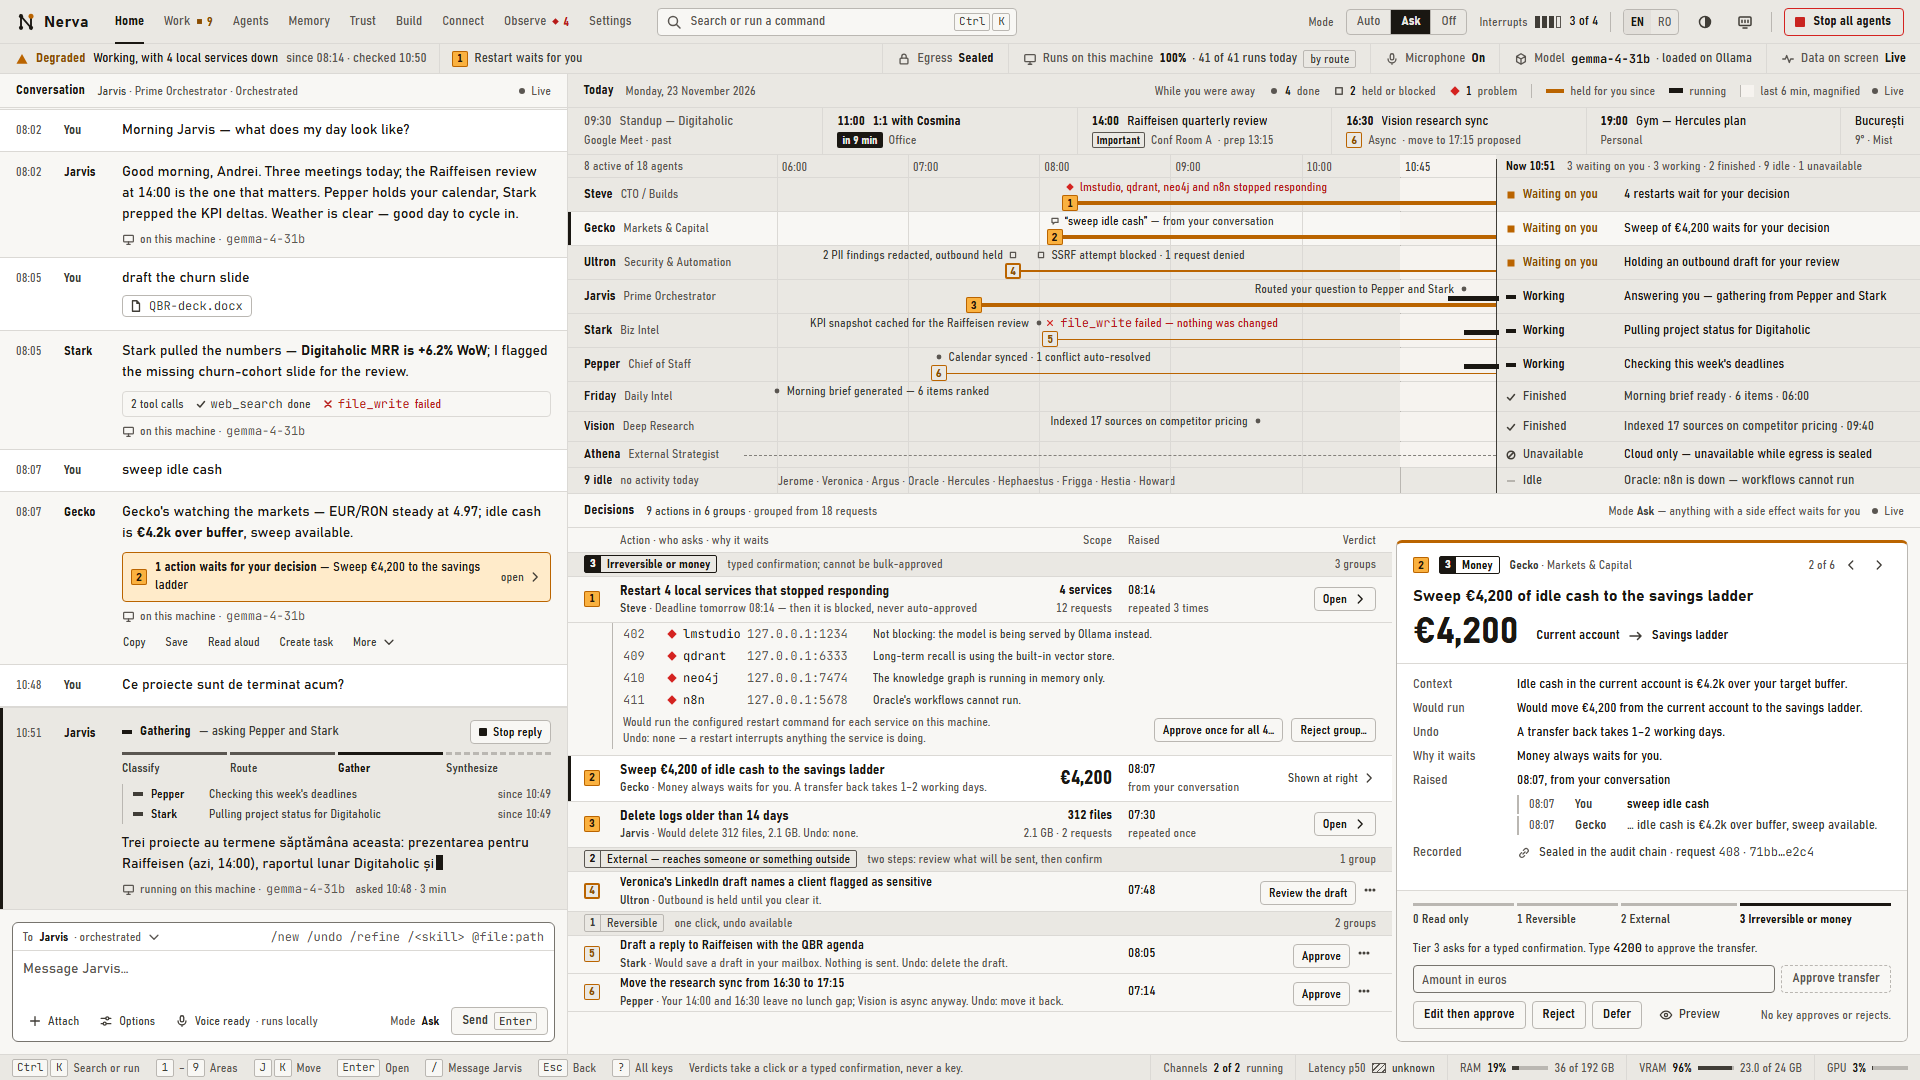 Nerva Home Work 9 Agents Memory Trust Build Connect Observe 4 Settings Search or run a command Ctrl K Mode Auto Ask Off Interrupts 3 of 4 EN RO Stop all agents
Degraded Working, with 4 local services down since 08:14 · checked 10:50 1 Restart waits for you Egress Sealed Runs on this machine 100% · 41 of 41 runs today by route Microphone On Model gemma-4-31b · loaded on Ollama Data on screen Live
Conversation Jarvis · Prime Orchestrator · Orchestrated Live
08:02 You Morning Jarvis — what does my day look like?
08:02 Jarvis Good morning, Andrei. Three meetings today; the Raiffeisen review
at 14:00 is the one that matters. Pepper holds your calendar, Stark
prepped the KPI deltas. Weather is clear — good day to cycle in.
on this machine · gemma-4-31b
08:05 You draft the churn slide
QBR-deck.docx
08:05 Stark Stark pulled the numbers — Digitaholic MRR is +6.2% WoW; I flagged
the missing churn-cohort slide for the review.
2 tool calls web_search done file_write failed
on this machine · gemma-4-31b
08:07 You sweep idle cash
08:07 Gecko Gecko's watching the markets — EUR/RON steady at 4.97; idle cash
is €4.2k over buffer, sweep available.
2 1 action waits for your decision — Sweep €4,200 to the savings
ladder open
on this machine · gemma-4-31b
Copy Save Read aloud Create task More
10:48 You Ce proiecte sunt de terminat acum?
10:51 Jarvis Gathering — asking Pepper and Stark Stop reply
Classify Route Gather Synthesize
Pepper Checking this week's deadlines since 10:49
Stark Pulling project status for Digitaholic since 10:49
Trei proiecte au termene săptămâna aceasta: prezentarea pentru
Raiffeisen (azi, 14:00), raportul lunar Digitaholic și
running on this machine · gemma-4-31b asked 10:48 · 3 min
To Jarvis · orchestrated /new /undo /refine /<skill> @file:path
Message Jarvis…
Attach Options Voice ready · runs locally Mode Ask Send Enter
Today Monday, 23 November 2026 While you were away 4 done 2 held or blocked 1 problem held for you since running last 6 min, magnified Live
09:30 Standup — Digitaholic
Google Meet · past
11:00 1:1 with Cosmina
in 9 min Office
14:00 Raiffeisen quarterly review
Important Conf Room A · prep 13:15
16:30 Vision research sync
6 Async · move to 17:15 proposed
19:00 Gym — Hercules plan
Personal
București
9° · Mist
8 active of 18 agents 06:00 07:00 08:00 09:00 10:00 10:45 Now 10:51 3 waiting on you · 3 working · 2 finished · 9 idle · 1 unavailable
Steve CTO / Builds lmstudio, qdrant, neo4j and n8n stopped responding 1 Waiting on you 4 restarts wait for your decision
Gecko Markets & Capital "sweep idle cash" — from your conversation 2 Waiting on you Sweep of €4,200 waits for your decision
Ultron Security & Automation 2 PII findings redacted, outbound held SSRF attempt blocked · 1 request denied 4 Waiting on you Holding an outbound draft for your review
Jarvis Prime Orchestrator Routed your question to Pepper and Stark 3 Working Answering you — gathering from Pepper and Stark
Stark Biz Intel KPI snapshot cached for the Raiffeisen review file_write failed — nothing was changed 5 Working Pulling project status for Digitaholic
Pepper Chief of Staff Calendar synced · 1 conflict auto-resolved 6 Working Checking this week's deadlines
Friday Daily Intel Morning brief generated — 6 items ranked Finished Morning brief ready · 6 items · 06:00
Vision Deep Research Indexed 17 sources on competitor pricing Finished Indexed 17 sources on competitor pricing · 09:40
Athena External Strategist Unavailable Cloud only — unavailable while egress is sealed
9 idle no activity today Jerome · Veronica · Argus · Oracle · Hercules · Hephaestus · Frigga · Hestia · Howard Idle Oracle: n8n is down — workflows cannot run
Decisions 9 actions in 6 groups · grouped from 18 requests Mode Ask — anything with a side effect waits for you Live
Action · who asks · why it waits Scope Raised Verdict
3 Irreversible or money typed confirmation; cannot be bulk-approved 3 groups
1 Restart 4 local services that stopped responding 4 services 08:14 Open
Steve · Deadline tomorrow 08:14 — then it is blocked, never auto-approved 12 requests repeated 3 times
402 lmstudio 127.0.0.1:1234 Not blocking: the model is being served by Ollama instead.
409 qdrant 127.0.0.1:6333 Long-term recall is using the built-in vector store.
410 neo4j 127.0.0.1:7474 The knowledge graph is running in memory only.
411 n8n 127.0.0.1:5678 Oracle's workflows cannot run.
Would run the configured restart command for each service on this machine.
Undo: none — a restart interrupts anything the service is doing.
Approve once for all 4… Reject group…
2 Sweep €4,200 of idle cash to the savings ladder €4,200 08:07 Shown at right
Gecko · Money always waits for you. A transfer back takes 1–2 working days. from your conversation
3 Delete logs older than 14 days 312 files 07:30 Open
Jarvis · Would delete 312 files, 2.1 GB. Undo: none. 2.1 GB · 2 requests repeated once
2 External — reaches someone or something outside two steps: review what will be sent, then confirm 1 group
4 Veronica's LinkedIn draft names a client flagged as sensitive 07:48 Review the draft
Ultron · Outbound is held until you clear it.
1 Reversible one click, undo available 2 groups
5 Draft a reply to Raiffeisen with the QBR agenda 08:05 Approve
Stark · Would save a draft in your mailbox. Nothing is sent. Undo: delete the draft.
6 Move the research sync from 16:30 to 17:15 07:14 Approve
Pepper · Your 14:00 and 16:30 leave no lunch gap; Vision is async anyway. Undo: move it back.
2 3 Money Gecko · Markets & Capital 2 of 6
Sweep €4,200 of idle cash to the savings ladder
€4,200 Current account → Savings ladder
Context Idle cash in the current account is €4.2k over your target buffer.
Would run Would move €4,200 from the current account to the savings ladder.
Undo A transfer back takes 1–2 working days.
Why it waits Money always waits for you.
Raised 08:07, from your conversation
08:07 You sweep idle cash
08:07 Gecko … idle cash is €4.2k over buffer, sweep available.
Recorded Sealed in the audit chain · request 408 · 71bb…e2c4
0 Read only 1 Reversible 2 External 3 Irreversible or money
Tier 3 asks for a typed confirmation. Type 4200 to approve the transfer.
Amount in euros Approve transfer
Edit then approve Reject Defer Preview No key approves or rejects.
Ctrl K Search or run 1 – 9 Areas J K Move Enter Open / Message Jarvis Esc Back ? All keys Verdicts take a click or a typed confirmation, never a key. Channels 2 of 2 running Latency p50 unknown RAM 19% 36 of 192 GB VRAM 96% 23.0 of 24 GB GPU 3%